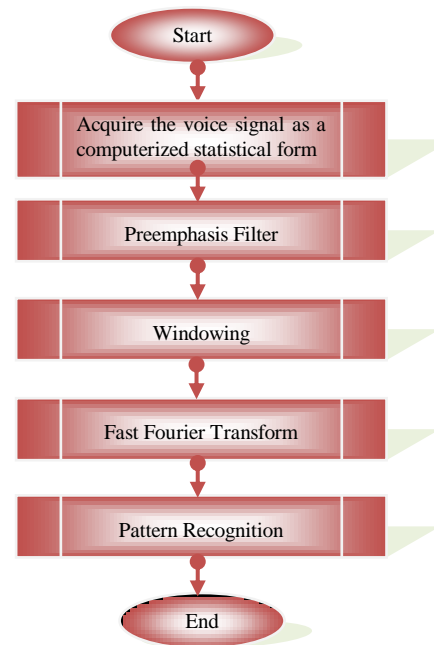 Start
Acquire the voice signal as a
computerized statistical form
Preemphasis Filter
Windowing
Fast Fourier Transform
Pattern Recognition
End